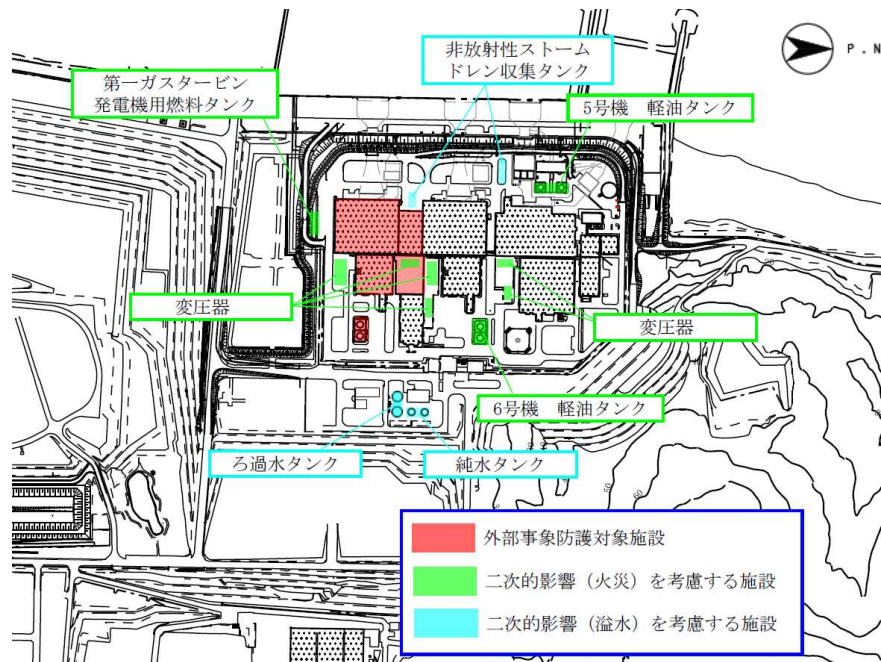 非放射性ストーム
ドレン収集タンク
P.N
第一ガスタービン
発電機用燃料タンク
5号機 軽油タンク
変圧器
変圧器
6号機 軽油タンク
ろ過水タンク
純水タンク
外部事象防護対象施設
二次的影響（火災）を考慮する施設
二次的影響（溢水）を考慮する施設